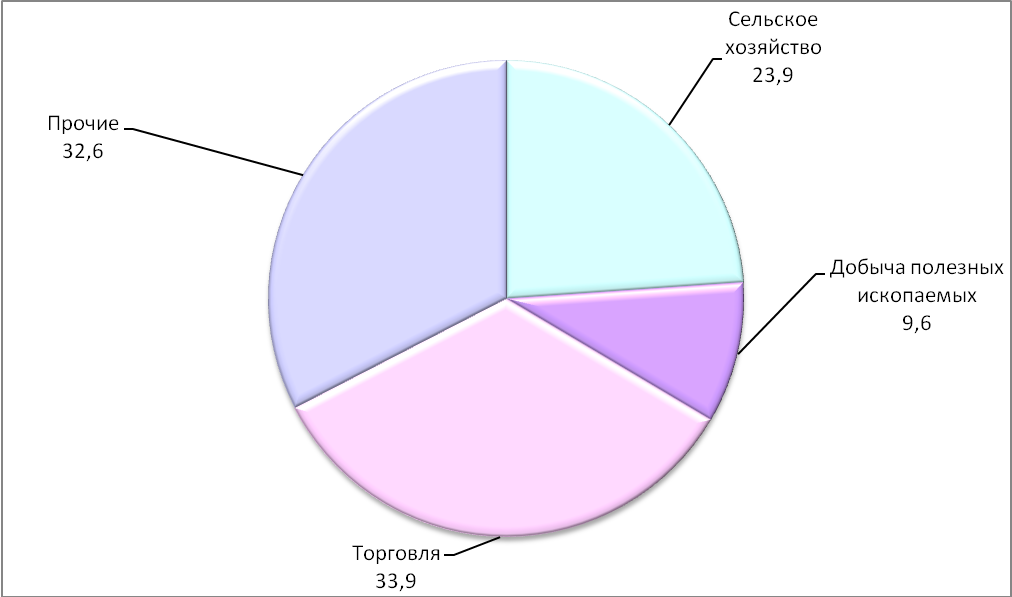 Сельское
хозяйство
23,9
Прочие
32,6
Добыча полезных
ископаемых
9,6
Торговля
33,9